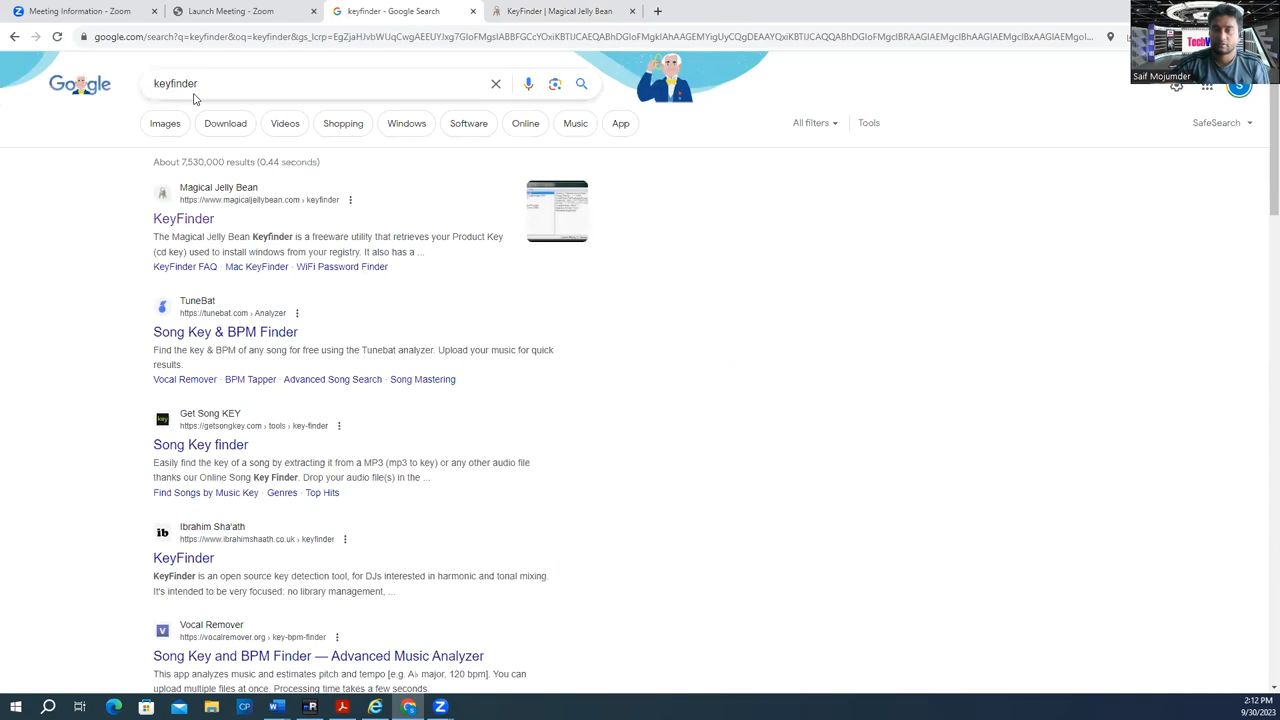 Meeting Information - Zoom
Launch Meeting - Zoom
keyfinder - Google Search
KeyFinder | Magical Jelly Bean
Saif Mojumder
Google
keyfinder
S
Images
Download
Videos
Shopping
Windows
Software
Online
Music
App
All filters
Tools
SafeSearch
About 7,530,000 results (0.44 seconds)
Magical Jelly Bean
https://www.magicaljellybean.com › keyfinder
KeyFinder
The Magical Jelly Bean Keyfinder is a freeware utility that retrieves your Product Key
(cd key) used to install windows from your registry. It also has a ...
KeyFinder FAQ · Mac KeyFinder · WiFi Password Finder
TuneBat
https://tunebat.com › Analyzer
Song Key & BPM Finder
Find the key & BPM of any song for free using the Tunebat analyzer. Upload your music for quick
results.
Vocal Remover · BPM Tapper · Advanced Song Search · Song Mastering
key
Get Song KEY
https://getsongkey.com › tools › key-finder
Song Key finder
Easily find the key of a song by extracting it from a MP3 (mp3 to key) or any other audio file
thanks our Online Song Key Finder. Drop your audio file(s) in the ...
Find Songs by Music Key · Genres · Top Hits
ib
Ibrahim Sha'ath
https://www.ibrahimshaath.co.uk › keyfinder
KeyFinder
KeyFinder is an open source key detection tool, for DJs interested in harmonic and tonal mixing.
It's intended to be very focused: no library management, ...
V
Vocal Remover
https://vocalremover.org › key-bpm-finder
Song Key and BPM Finder — Advanced Music Analyzer
This app analyzes music and estimates pitch and tempo [e.g. A♭ major, 120 bpm]. You can
upload multiple files at once. Processing time takes a few seconds.
2:12 PM
9/30/2023